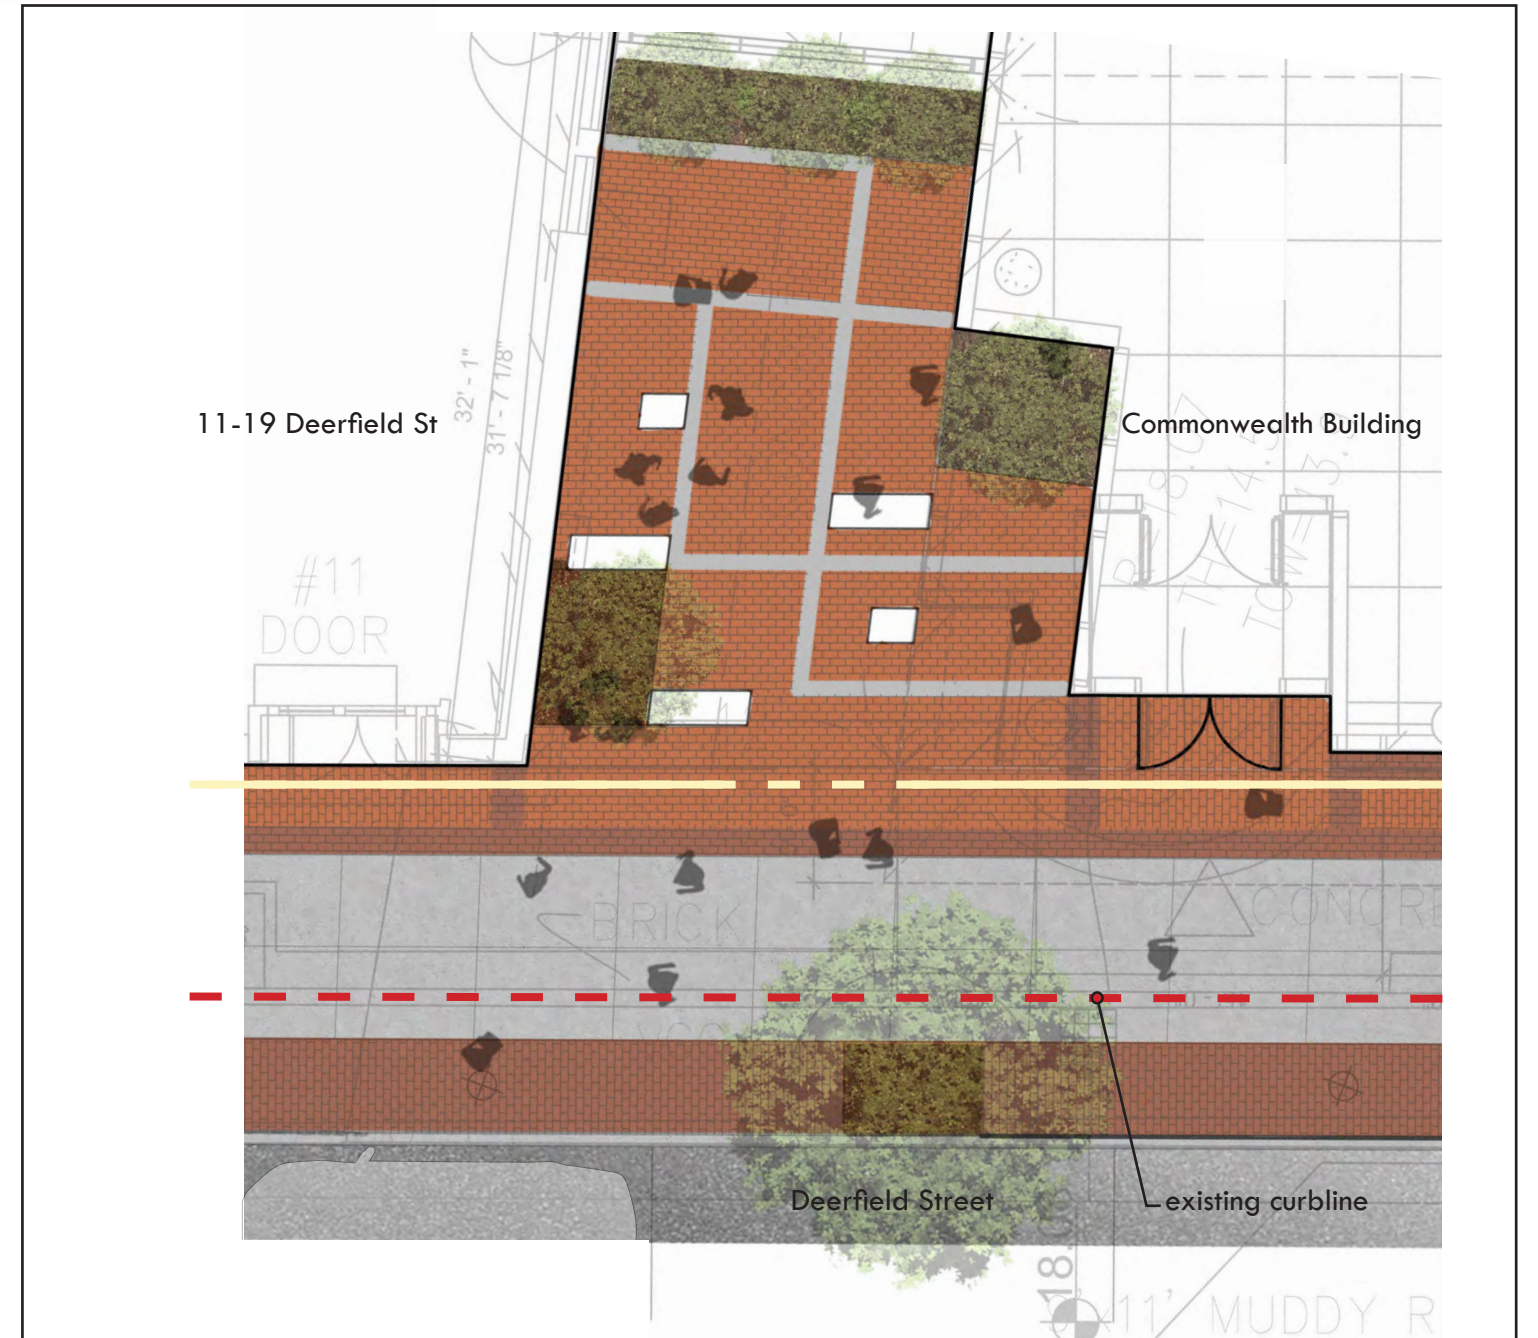 32' - 1"
31' - 7 1/8"
11-19 Deerfield St
Commonwealth Building
#11
DOOR
BRICK
CONCRE
Deerfield Street
existing curbline
18.
11' MUDDY R